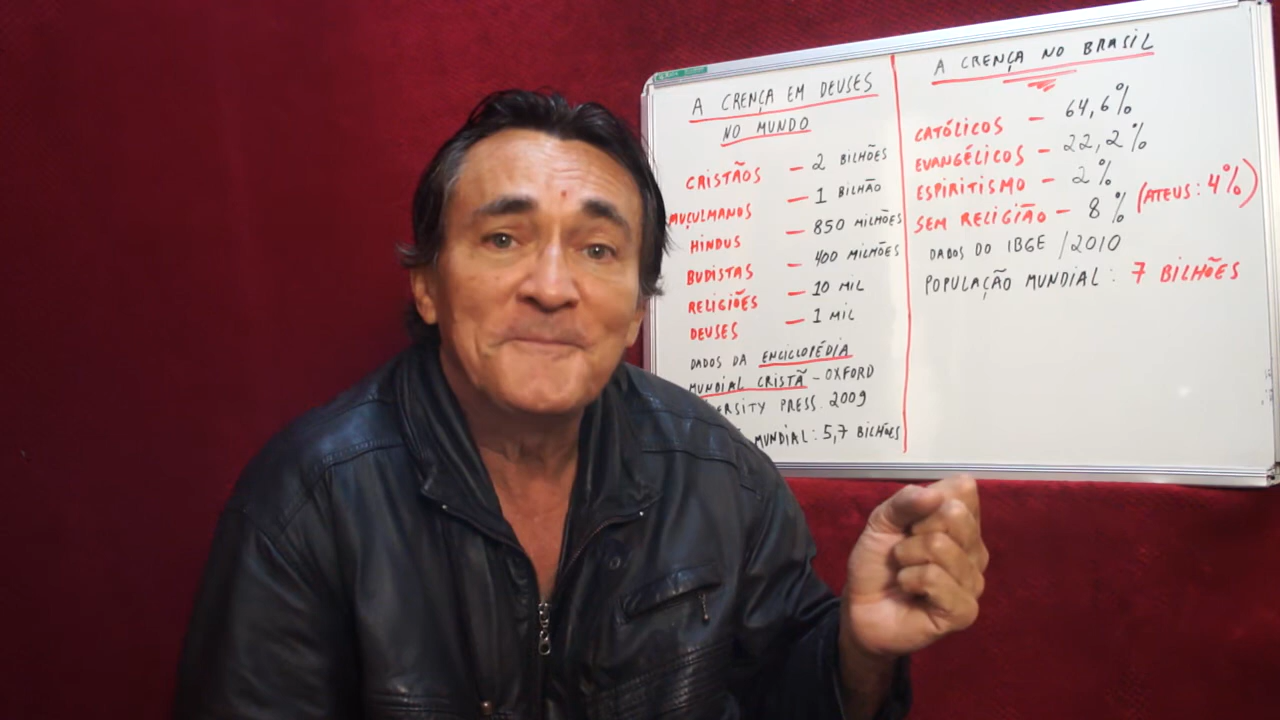 A CRENÇA EM DEUSES
NO MUNDO
CRISTÃOS - 2 BILHÕES
MUÇULMANOS - 1 BILHÃO
HINDUS - 850 MILHÕES
BUDISTAS - 400 MILHÕES
RELIGIÕES - 10 MIL
DEUSES - 1 MIL
DADOS DA ENCICLOPÉDIA
MUNDIAL CRISTÃ - OXFORD
ERSITY PRESS. 2009
MUNDIAL: 5,7 BILHÕES
A CRENÇA NO BRASIL
CATÓLICOS - 64,6%
EVANGÉLICOS - 22,2%
ESPIRITISMO - 2%
SEM RELIGIÃO - 8% (ATEUS: 4%)
DADOS DO IBGE / 2010
POPULAÇÃO MUNDIAL: 7 BILHÕES